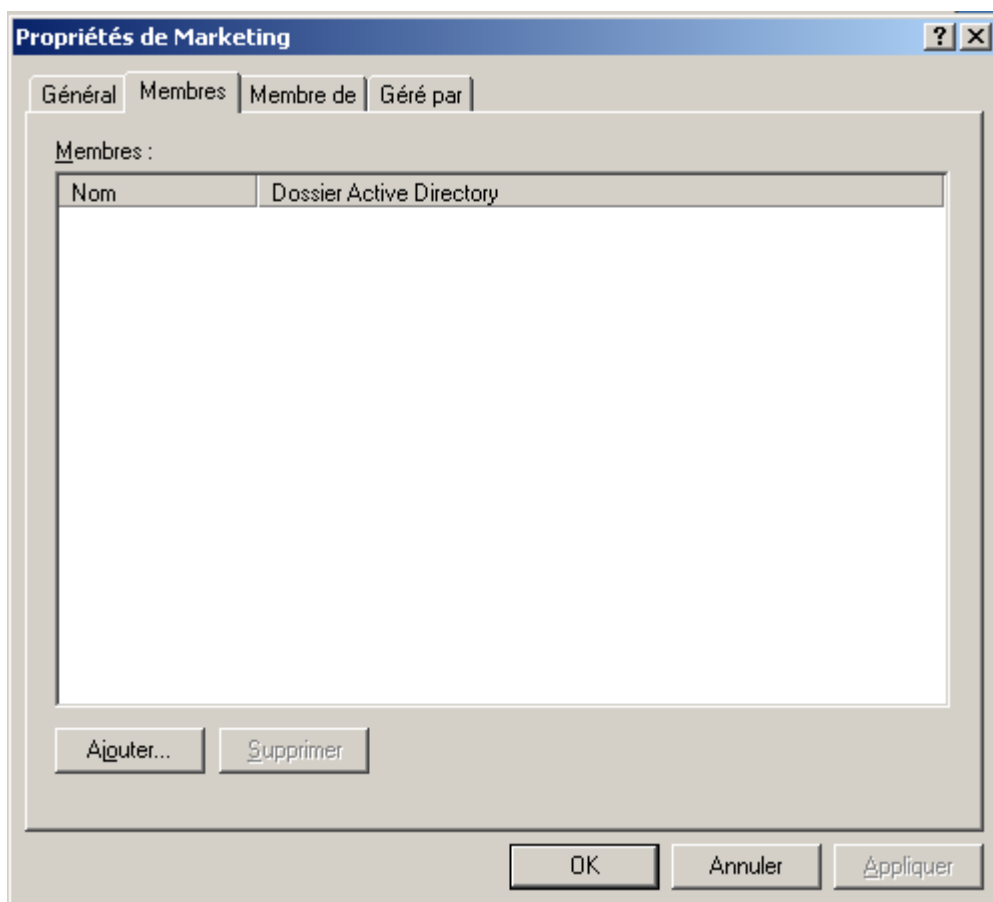 Propriétés de Marketing
Général Membres Membre de Géré par
Membres :
Nom Dossier Active Directory
Ajouter... Supprimer
OK Annuler Appliquer